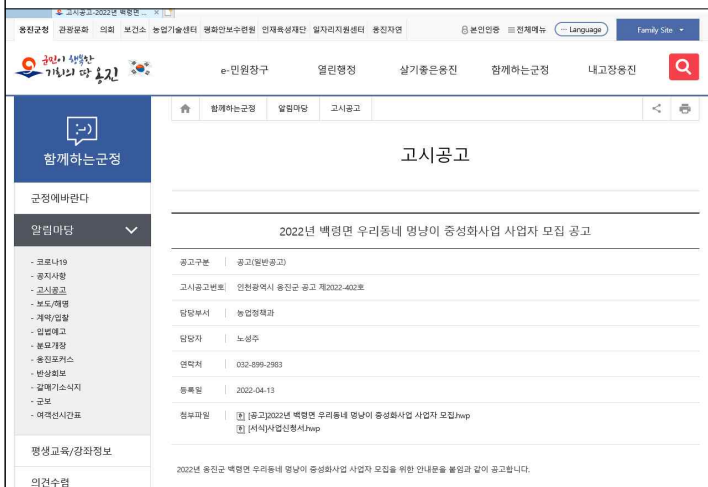 고시공고-2022년 백령면 ...
옹진군청 관광문화 의회 보건소 농업기술센터 평화안보수련원 인재육성재단 일자리지원센터 옹진자연 본인인증 전체메뉴 Language Family Site
군민이 행복한
기회의 땅 옹진
e-민원창구 열린행정 살기좋은옹진 함께하는군정 내고장옹진
함께하는군정 알림마당 고시공고
함께하는군정
고시공고
군정에바란다
알림마당
- 코로나19
- 공지사항
- 고시공고
- 보도/해명
- 계약/입찰
- 입법예고
- 분묘개장
- 옹진포커스
- 반상회보
- 갈매기소식지
- 군보
- 여객선시간표
평생교육/강좌정보
의견수렴
2022년 백령면 우리동네 명냥이 중성화사업 사업자 모집 공고
공고구분 공고(일반공고)
고시공고번호 인천광역시 옹진군 공고 제2022-402호
담당부서 농업정책과
담당자 노성주
연락처 032-899-2983
등록일 2022-04-13
첨부파일 [공고]2022년 백령면 우리동네 명냥이 중성화사업 사업자 모집.hwp
[서식]사업신청서.hwp
2022년 옹진군 백령면 우리동네 명냥이 중성화사업 사업자 모집을 위한 안내문을 붙임과 같이 공고합니다.